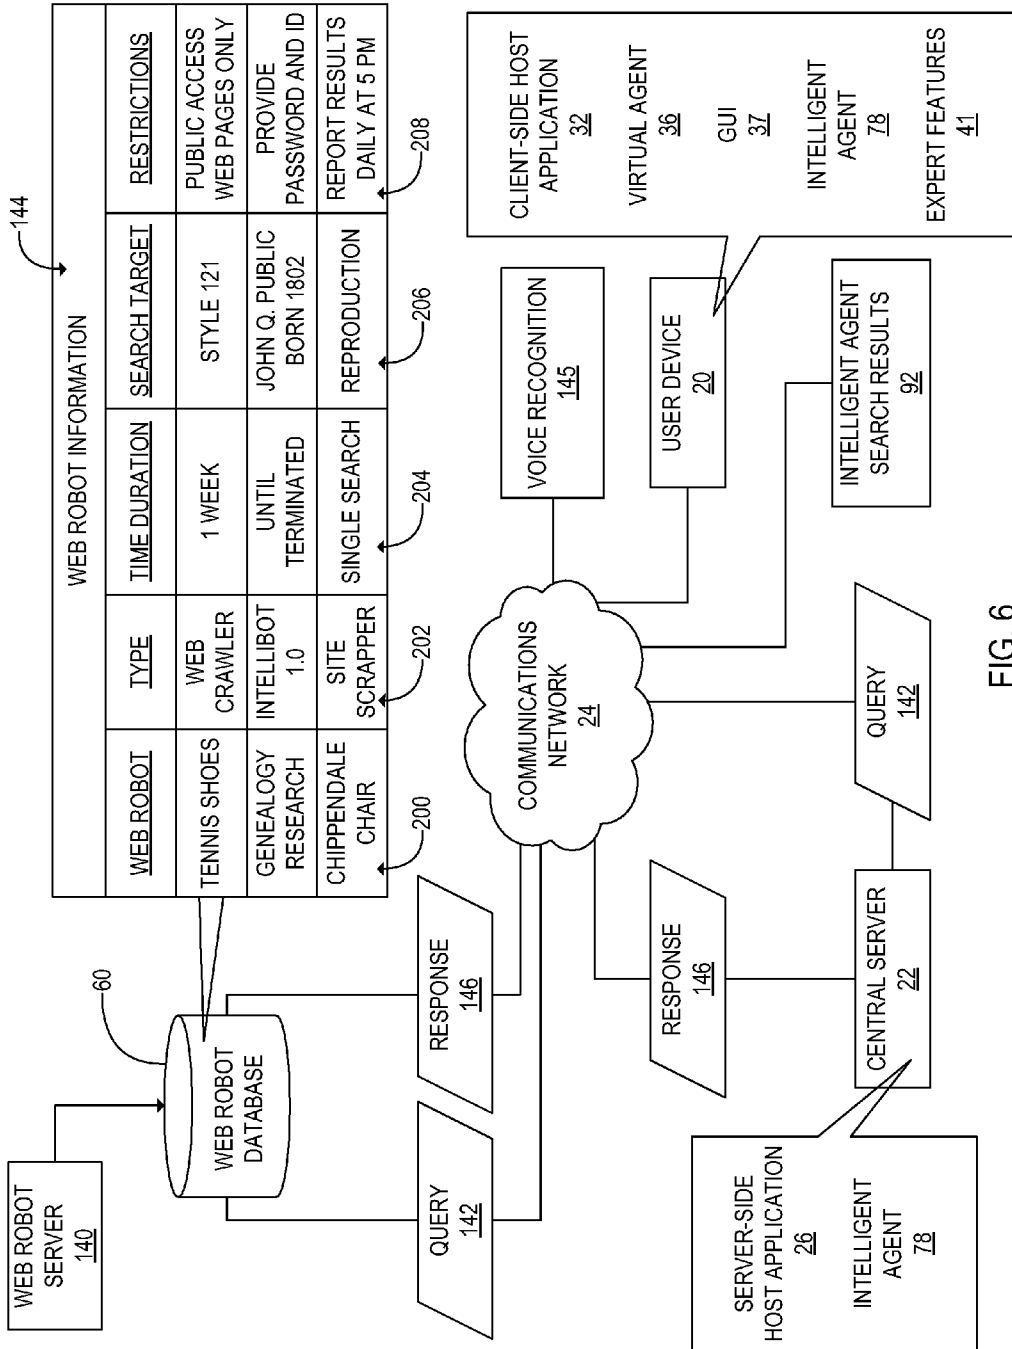 144
WEB ROBOT INFORMATION
WEB ROBOT
TYPE
TIME DURATION
SEARCH TARGET
RESTRICTIONS
TENNIS SHOES
WEB
CRAWLER
1 WEEK
STYLE 121
PUBLIC ACCESS
WEB PAGES ONLY
GENEALOGY
RESEARCH
INTELLIBOT
1.0
UNTIL
TERMINATED
JOHN Q. PUBLIC
BORN 1802
PROVIDE
PASSWORD AND ID
CHIPPENDALE
CHAIR
SITE
SCRAPPER
SINGLE SEARCH
REPRODUCTION
REPORT RESULTS
DAILY AT 5 PM
200
202
204
206
208
WEB ROBOT
SERVER
140
60
WEB ROBOT
DATABASE
QUERY
142
RESPONSE
146
COMMUNICATIONS
NETWORK
24
VOICE RECOGNITION
145
USER DEVICE
20
CLIENT-SIDE HOST
APPLICATION
32
VIRTUAL AGENT
36
GUI
37
INTELLIGENT
AGENT
78
EXPERT FEATURES
41
INTELLIGENT AGENT
SEARCH RESULTS
92
RESPONSE
146
QUERY
142
CENTRAL SERVER
22
SERVER-SIDE
HOST APPLICATION
26
INTELLIGENT
AGENT
78
FIG. 6